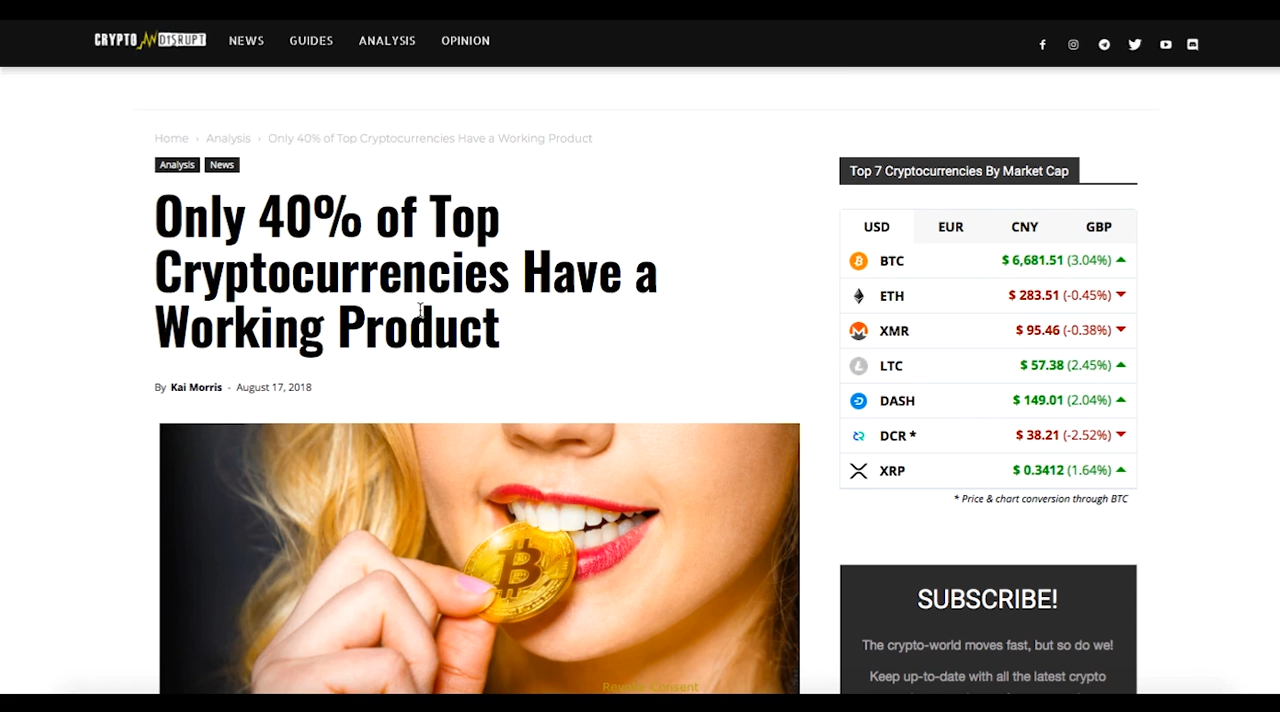 CRYPTO DISRUPT NEWS GUIDES ANALYSIS OPINION
Home › Analysis › Only 40% of Top Cryptocurrencies Have a Working Product
Analysis News
Only 40% of Top
Cryptocurrencies Have a
Working Product
By Kai Morris - August 17, 2018
Revoke Consent
Top 7 Cryptocurrencies By Market Cap
USD EUR CNY GBP
BTC $ 6,681.51 (3.04%)
ETH $ 283.51 (-0.45%)
XMR $ 95.46 (-0.38%)
LTC $ 57.38 (2.45%)
DASH $ 149.01 (2.04%)
DCR * $ 38.21 (-2.52%)
XRP $ 0.3412 (1.64%)
* Price & chart conversion through BTC
SUBSCRIBE!
The crypto-world moves fast, but so do we!
Keep up-to-date with all the latest crypto